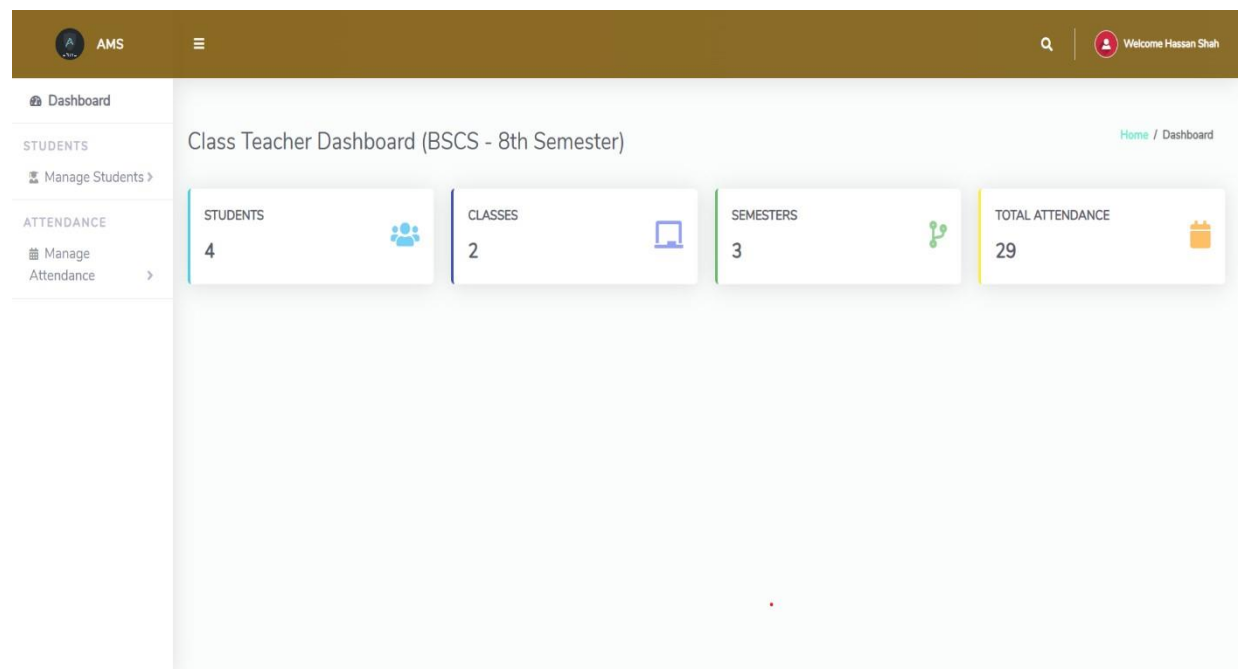 AMS
Welcome Hassan Shah
Dashboard
STUDENTS
Manage Students
ATTENDANCE
Manage
Attendance
Class Teacher Dashboard (BSCS - 8th Semester)
Home / Dashboard
STUDENTS
4
CLASSES
2
SEMESTERS
3
TOTAL ATTENDANCE
29